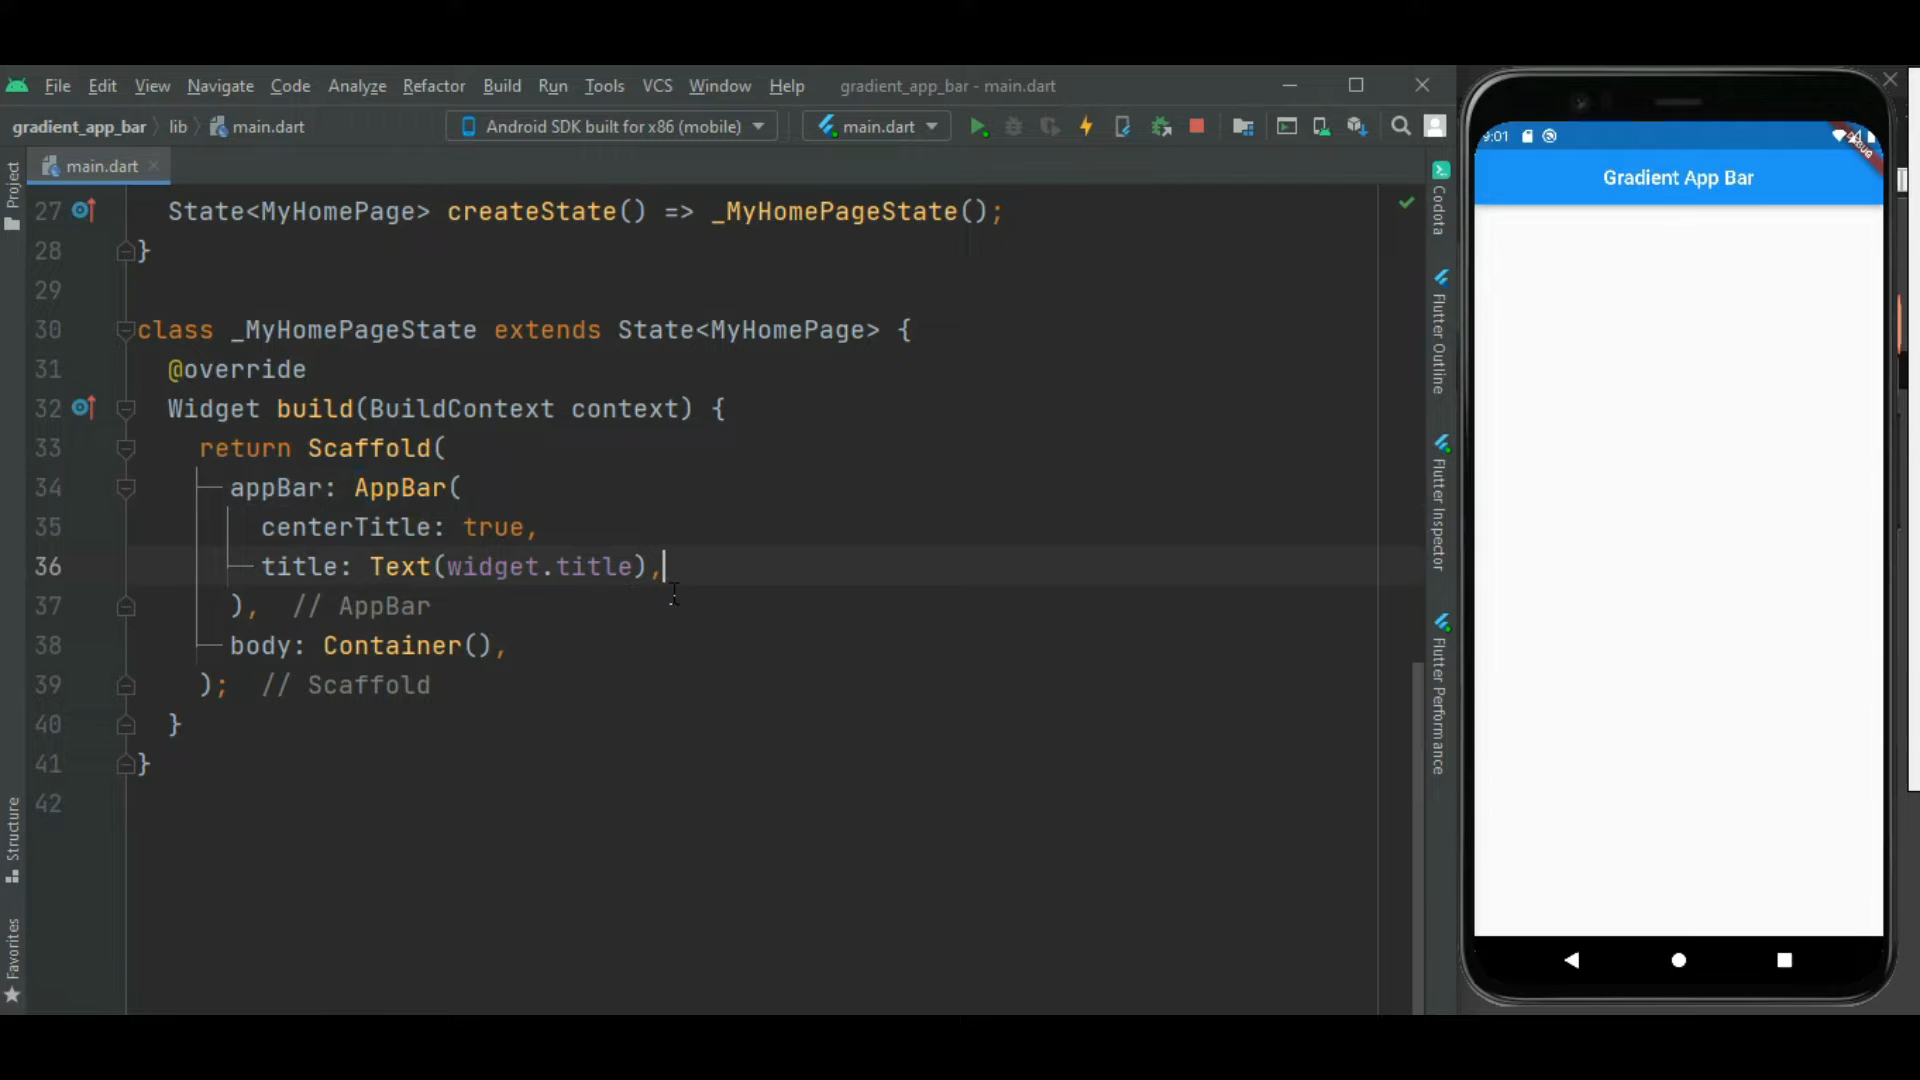 File Edit View Navigate Code Analyze Refactor Build Run Tools VCS Window Help gradient_app_bar - main.dart
gradient_app_bar lib main.dart Android SDK built for x86 (mobile) main.dart
main.dart
Project
Structure
Favorites
27 State<MyHomePage> createState() => _MyHomePageState();
28 }
29
30 class _MyHomePageState extends State<MyHomePage> {
31 @override
32 Widget build(BuildContext context) {
33 return Scaffold(
34 appBar: AppBar(
35 centerTitle: true,
36 title: Text(widget.title),
37 ), // AppBar
38 body: Container(),
39 ); // Scaffold
40 }
41 }
42
Codota
Flutter Outline
Flutter Inspector
Flutter Performance
9:01
DEBUG
Gradient App Bar